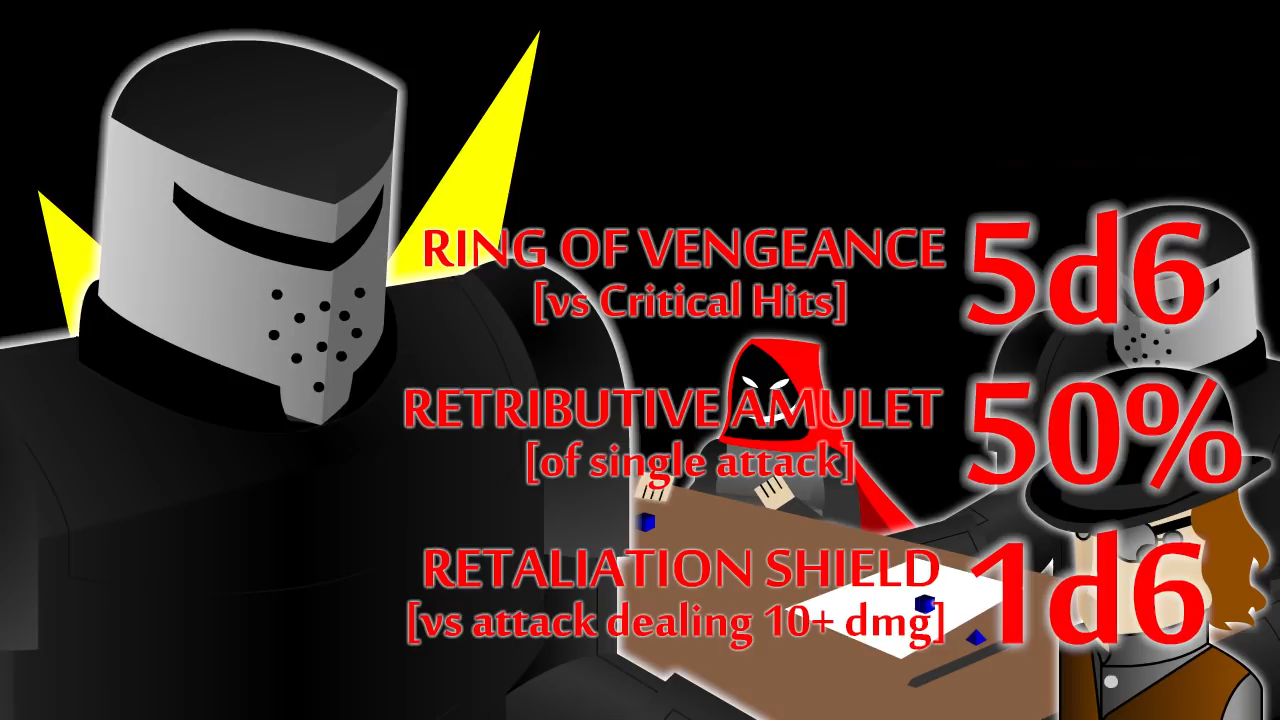 RING OF VENGEANCE 5d6
[vs Critical Hits]
RETRIBUTIVE AMULET 50%
[of single attack]
RETALIATION SHIELD 1d6
[vs attack dealing 10+ dmg]